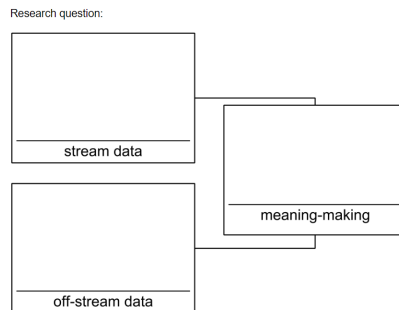 Research question:
stream data
meaning-making
off-stream data